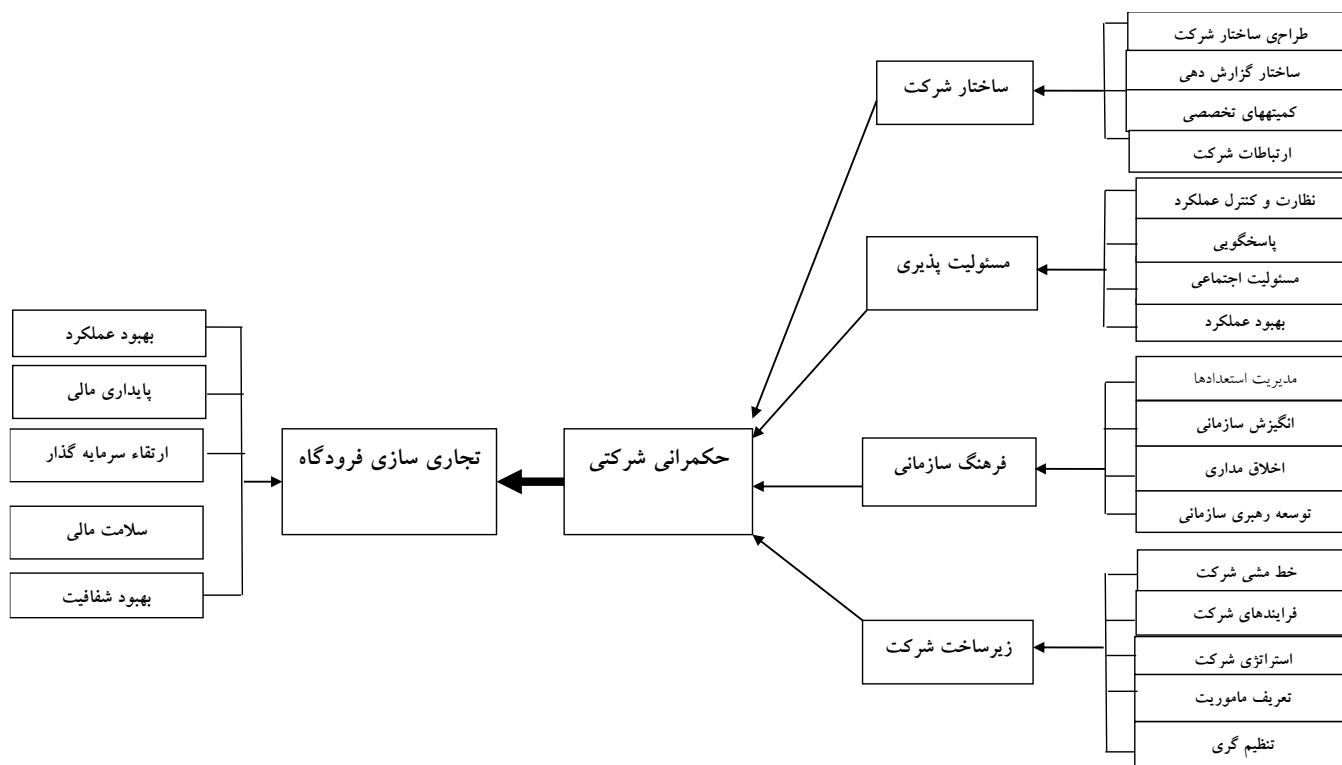 طراحی ساختار شرکت
ساختار گزارش دهی
کمیتههای تخصصی
ارتباطات شرکت
ساختار شرکت
نظارت و کنترل عملکرد
پاسخگویی
مسئولیت اجتماعی
بهبود عملکرد
مسئولیت پذیری
مدیریت استعدادها
انگیزش سازمانی
اخلاق مداری
توسعه رهبری سازمانی
فرهنگ سازمانی
خط مشی شرکت
فرایندهای شرکت
استراتژی شرکت
تعریف ماموریت
تنظیم گری
زیرساخت شرکت
حکمرانی شرکتی
تجاری سازی فرودگاه
بهبود عملکرد
پایداری مالی
ارتقاء سرمایه گذار
سلامت مالی
بهبود شفافیت